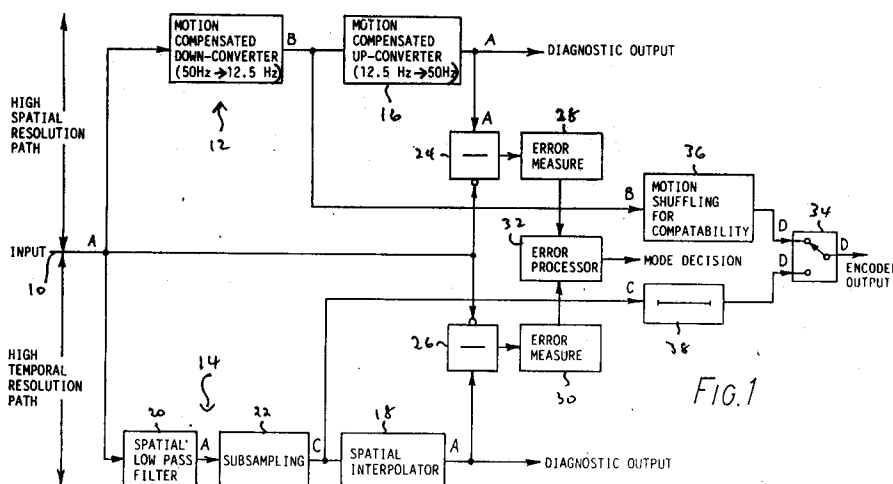 MOTION
COMPENSATED
DOWN-CONVERTER
(50Hz→12.5 Hz)
B
MOTION
COMPENSATED
UP-CONVERTER
(12.5 Hz→50Hz)
A
DIAGNOSTIC OUTPUT
HIGH
SPATIAL
RESOLUTION
PATH
12
16
A
24
28
ERROR
MEASURE
36
B
MOTION
SHUFFLING
FOR
COMPATABILITY
34
D
D
ENCODED
OUTPUT
INPUT
A
10
32
ERROR
PROCESSOR
MODE DECISION
D
C
38
HIGH
TEMPORAL
RESOLUTION
PATH
14
26
ERROR
MEASURE
30
FIG.1
20
SPATIAL
LOW PASS
FILTER
A
22
SUBSAMPLING
C
18
SPATIAL
INTERPOLATOR
A
DIAGNOSTIC OUTPUT